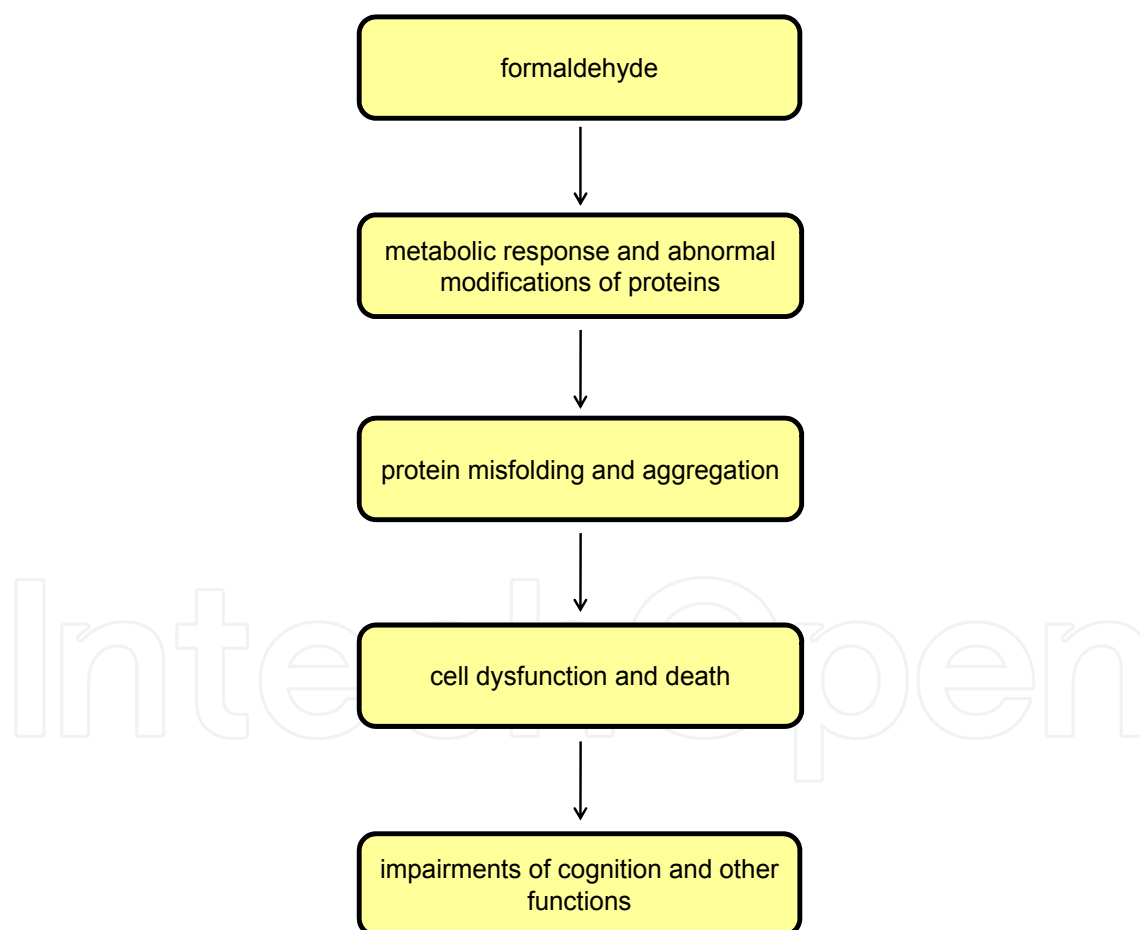 formaldehyde
metabolic response and abnormal
modifications of proteins
protein misfolding and aggregation
IntechOpen
cell dysfunction and death
impairments of cognition and other
functions